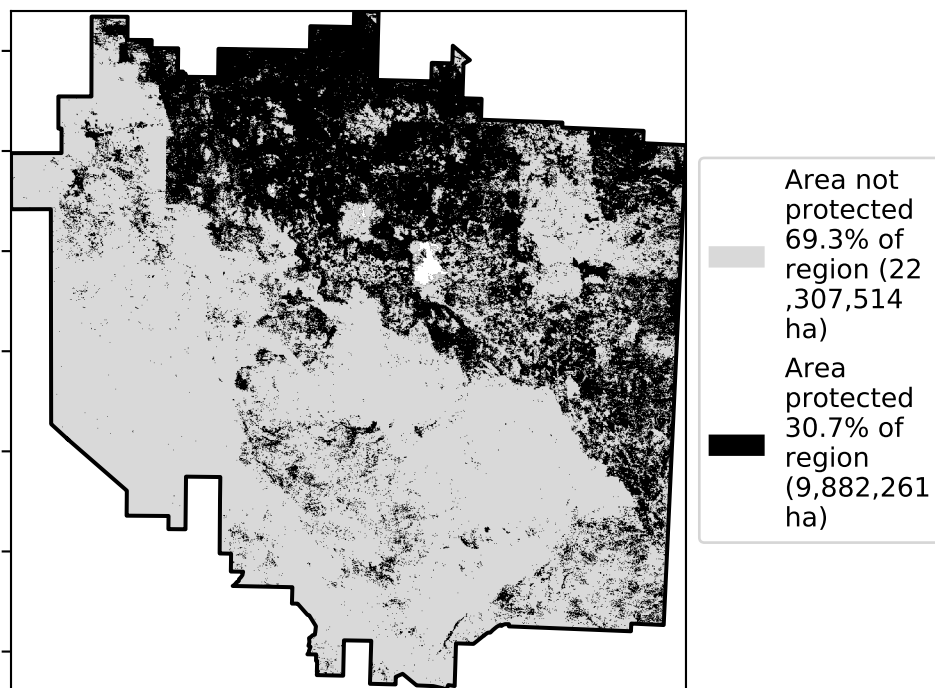 Area not
protected
69.3% of
region (22
,307,514
ha)
Area
protected
30.7% of
region
(9,882,261
ha)